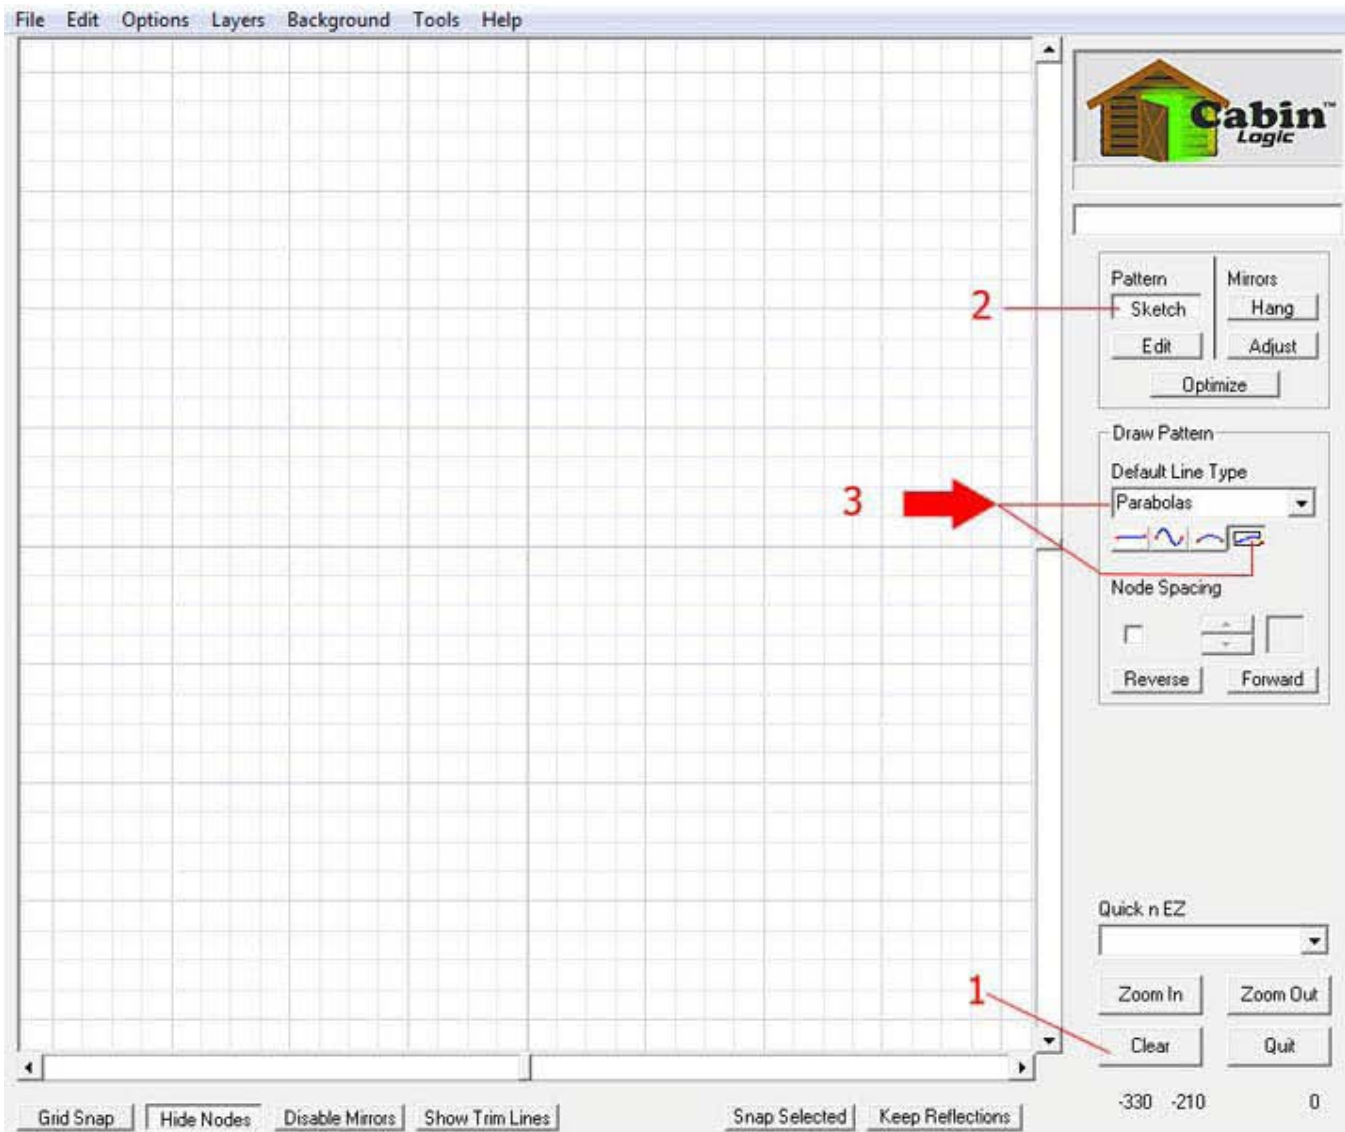 File Edit Options Layers Background Tools Help
Cabin™
Logic
Pattern Mirrors
2 Sketch Hang
Edit Adjust
Optimize
Draw Pattern
Default Line Type
3 Parabolas
Node Spacing
Reverse Forward
Quick n EZ
1 Zoom In Zoom Out
Clear Quit
-330 -210 0
Grid Snap Hide Nodes Disable Mirrors Show Trim Lines Snap Selected Keep Reflections